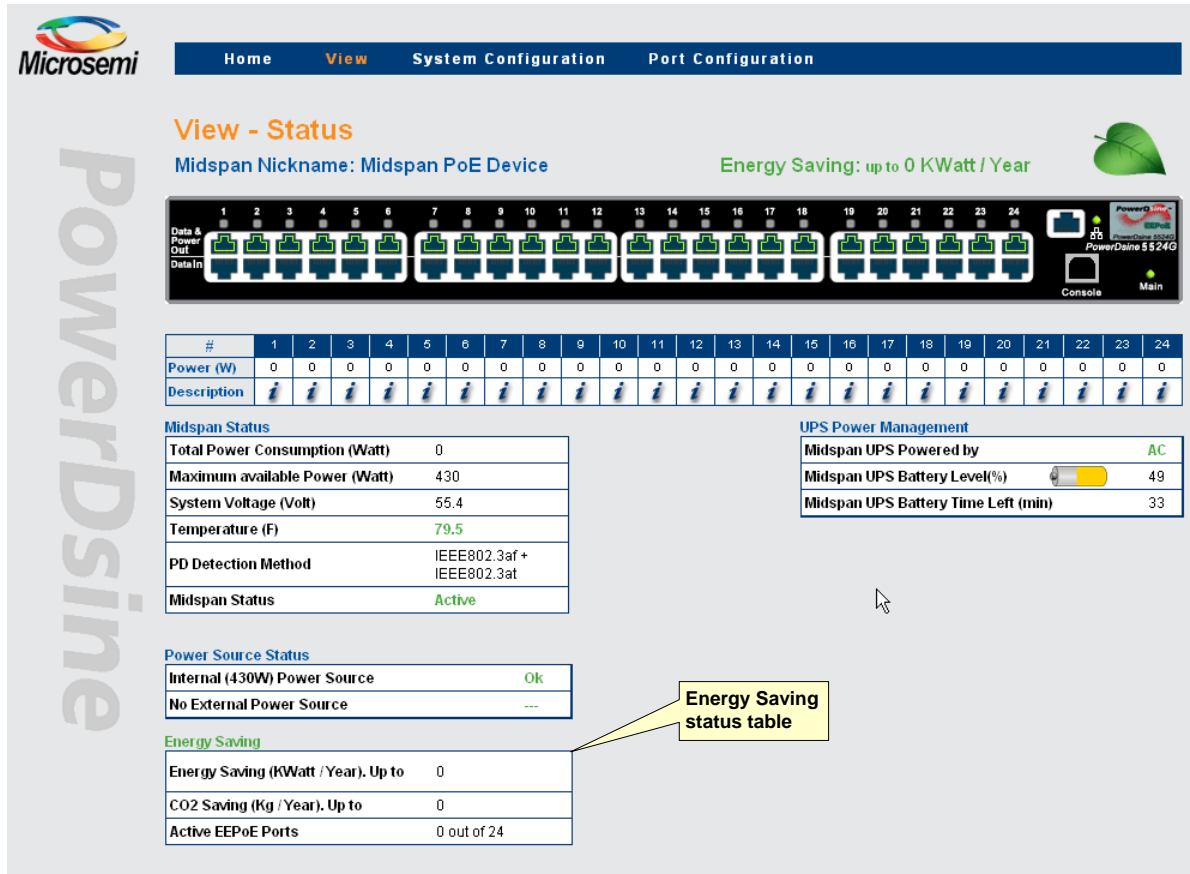 Microsemi
Home View System Configuration Port Configuration
PowerDsine
View - Status
Midspan Nickname: Midspan PoE Device
Energy Saving: up to 0 KWatt / Year
1 2 3 4 5 6 7 8 9 10 11 12 13 14 15 16 17 18 19 20 21 22 23 24
Data &
Power
Out
Data In
EEPoE
PowerDsine 5524G
PowerDsine 5524G
Console
Main
# 1 2 3 4 5 6 7 8 9 10 11 12 13 14 15 16 17 18 19 20 21 22 23 24
Power (W) 0 0 0 0 0 0 0 0 0 0 0 0 0 0 0 0 0 0 0 0 0 0 0 0
Description i i i i i i i i i i i i i i i i i i i i i i i i
Midspan Status
Total Power Consumption (Watt) 0
Maximum available Power (Watt) 430
System Voltage (Volt) 55.4
Temperature (F) 79.5
PD Detection Method IEEE802.3af +
IEEE802.3at
Midspan Status Active
UPS Power Management
Midspan UPS Powered by AC
Midspan UPS Battery Level(%) 49
Midspan UPS Battery Time Left (min) 33
Power Source Status
Internal (430W) Power Source Ok
No External Power Source ---
Energy Saving
status table
Energy Saving
Energy Saving (KWatt / Year). Up to 0
CO2 Saving (Kg / Year). Up to 0
Active EEPoE Ports 0 out of 24